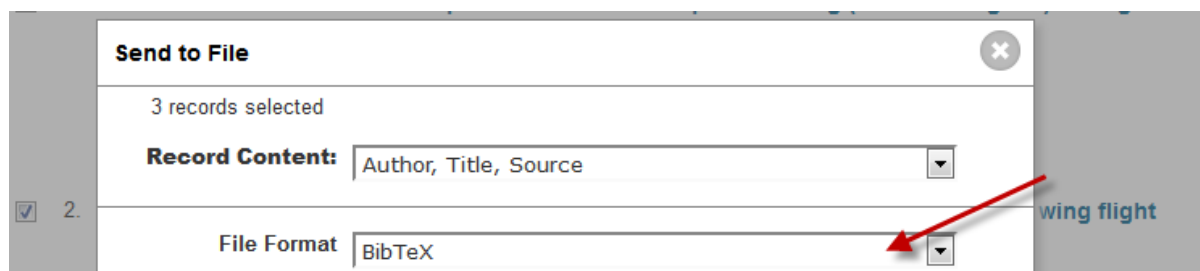 Send to File
3 records selected
Record Content: Author, Title, Source
2. wing flight
File Format BibTeX